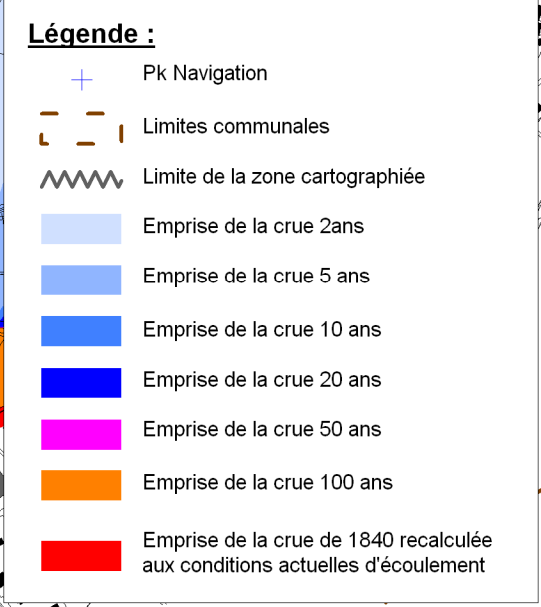 Légende :
Pk Navigation
Limites communales
Limite de la zone cartographiée
Emprise de la crue 2ans
Emprise de la crue 5 ans
Emprise de la crue 10 ans
Emprise de la crue 20 ans
Emprise de la crue 50 ans
Emprise de la crue 100 ans
Emprise de la crue de 1840 recalculée
aux conditions actuelles d'écoulement